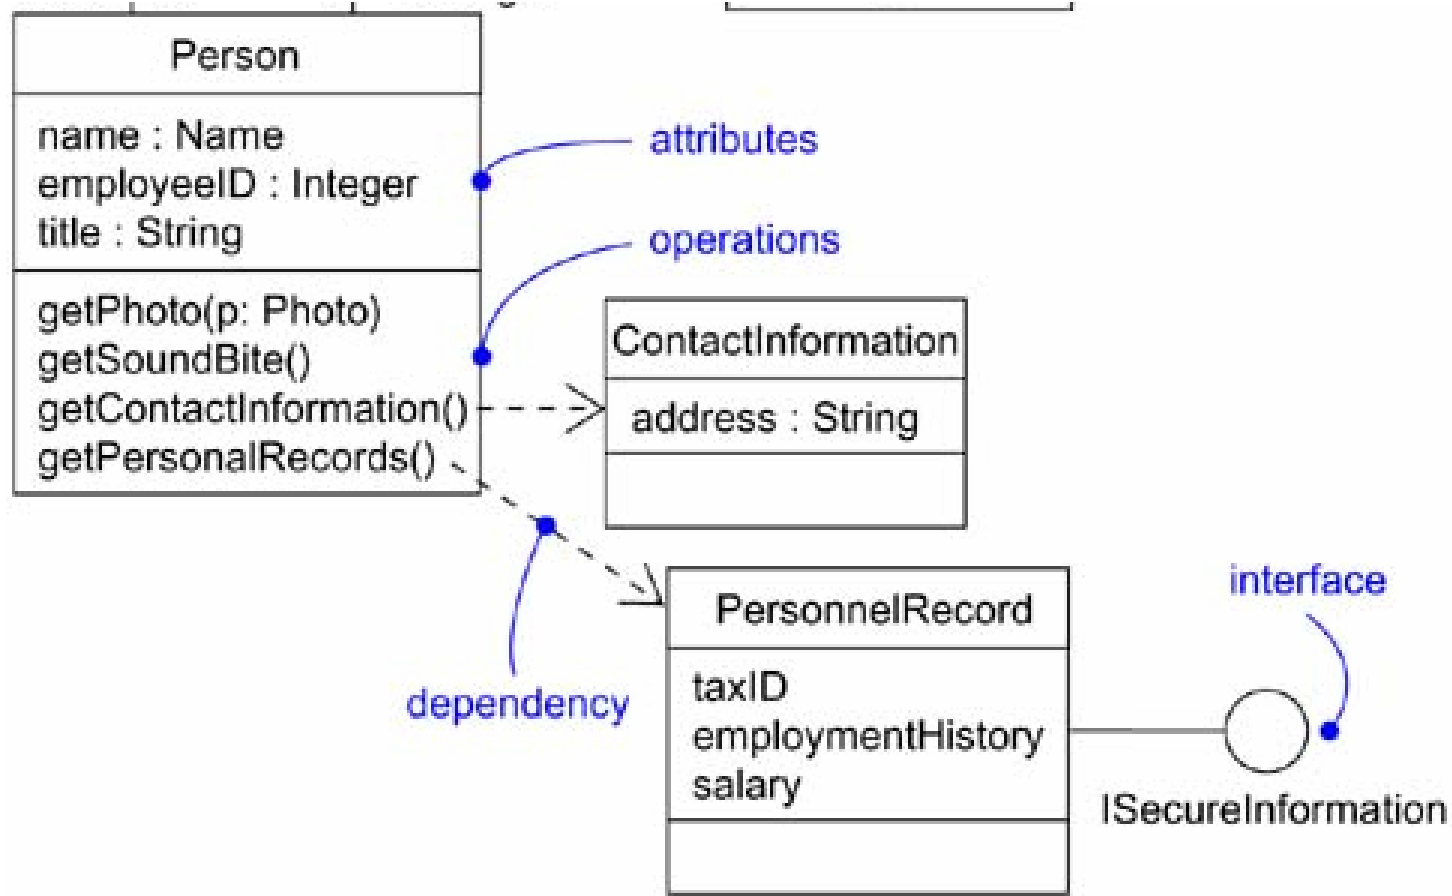 Person
name : Name
employeeID : Integer
title : String
attributes
operations
getPhoto(p: Photo)
getSoundBite()
getContactInformation()
getPersonalRecords()
ContactInformation
address : String
dependency
PersonnelRecord
taxID
employmentHistory
salary
interface
ISecureInformation